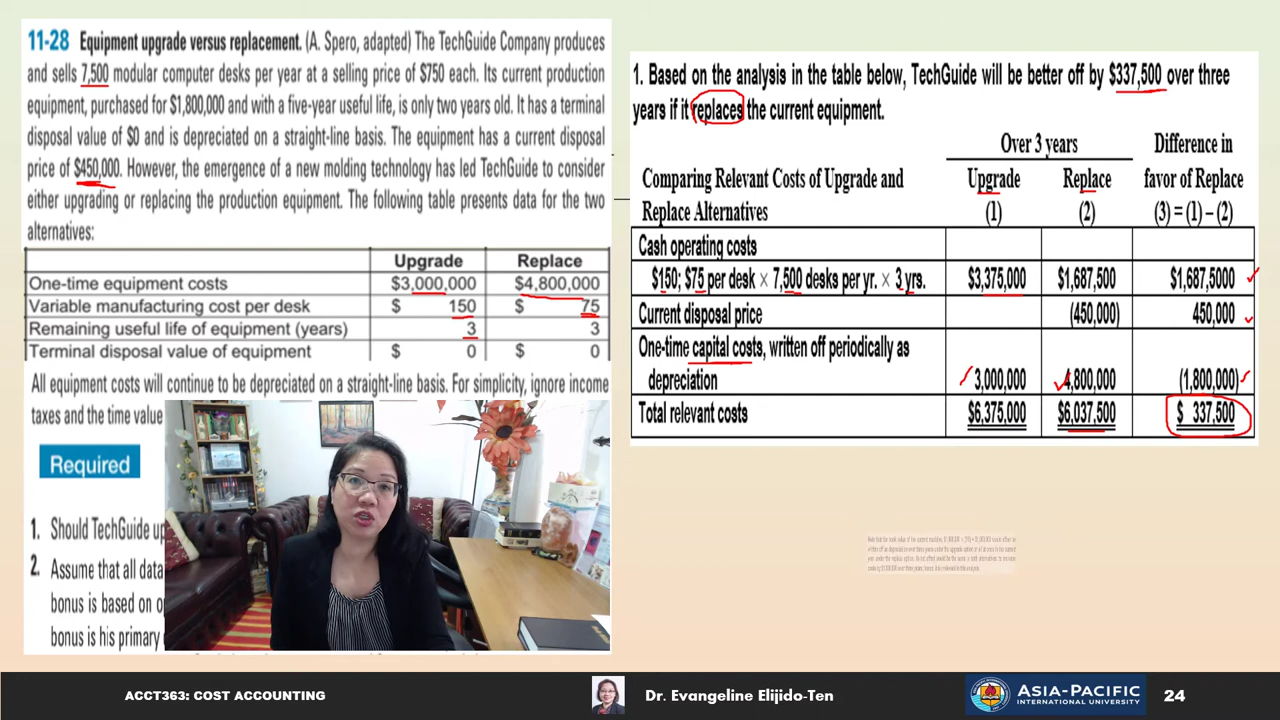 11-28 Equipment upgrade versus replacement. (A. Spero, adapted) The TechGuide Company produces
and sells 7,500 modular computer desks per year at a selling price of $750 each. Its current production
equipment, purchased for $1,800,000 and with a five-year useful life, is only two years old. It has a terminal
disposal value of $0 and is depreciated on a straight-line basis. The equipment has a current disposal
price of $450,000. However, the emergence of a new molding technology has led TechGuide to consider
either upgrading or replacing the production equipment. The following table presents data for the two
alternatives:
Upgrade Replace
One-time equipment costs $3,000,000 $4,800,000
Variable manufacturing cost per desk $ 150 $ 75
Remaining useful life of equipment (years) 3 3
Terminal disposal value of equipment $ 0 $ 0
All equipment costs will continue to be depreciated on a straight-line basis. For simplicity, ignore income
taxes and the time value
Required
1. Should TechGuide up
2. Assume that all data
bonus is based on o
bonus is his primary
1. Based on the analysis in the table below, TechGuide will be better off by $337,500 over three
years if it replaces the current equipment.
Over 3 years Difference in
Comparing Relevant Costs of Upgrade and Upgrade Replace favor of Replace
Replace Alternatives (1) (2) (3) = (1) – (2)
Cash operating costs
$150; $75 per desk × 7,500 desks per yr. × 3 yrs. $3,375,000 $1,687,500 $1,687,5000
Current disposal price (450,000) 450,000
One-time capital costs, written off periodically as
depreciation 3,000,000 4,800,000 (1,800,000)
Total relevant costs $6,375,000 $6,037,500 $ 337,500
ACCT363: COST ACCOUNTING
Dr. Evangeline Elijido-Ten
ASIA-PACIFIC
INTERNATIONAL UNIVERSITY
24